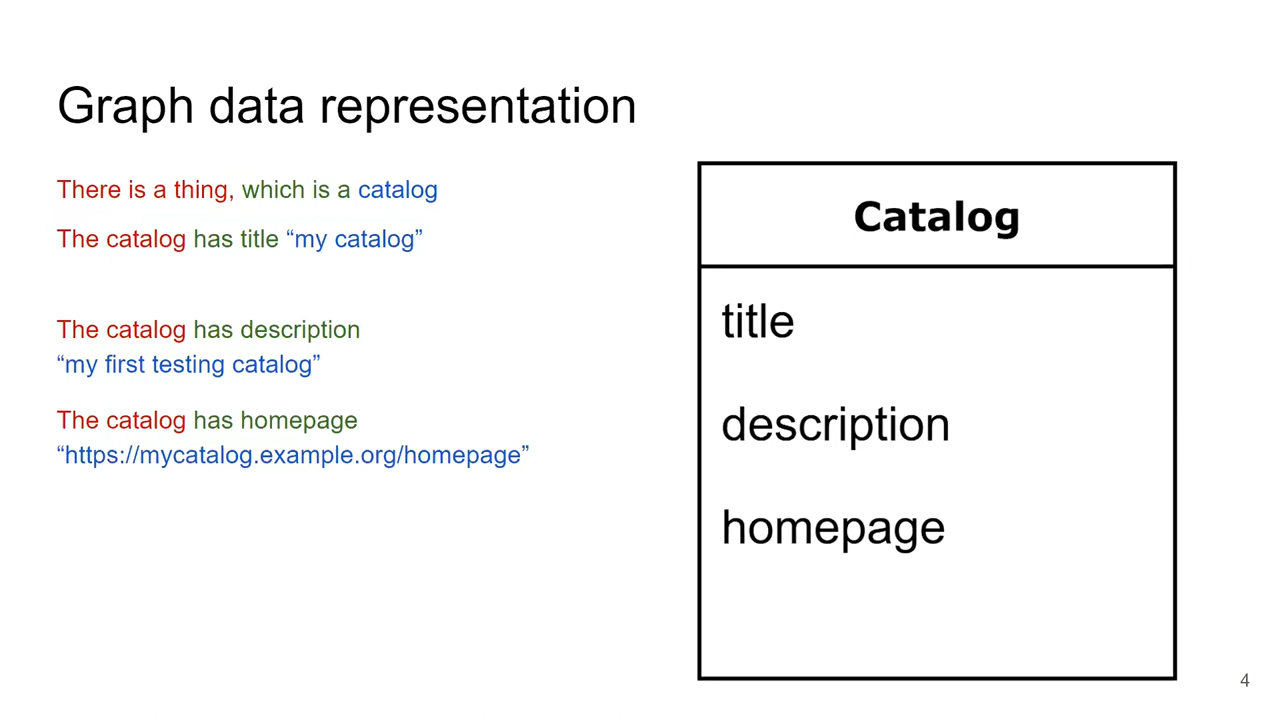 Graph data representation
There is a thing, which is a catalog
The catalog has title “my catalog”
The catalog has description
“my first testing catalog”
The catalog has homepage
“https://mycatalog.example.org/homepage”
Catalog
title
description
homepage
4